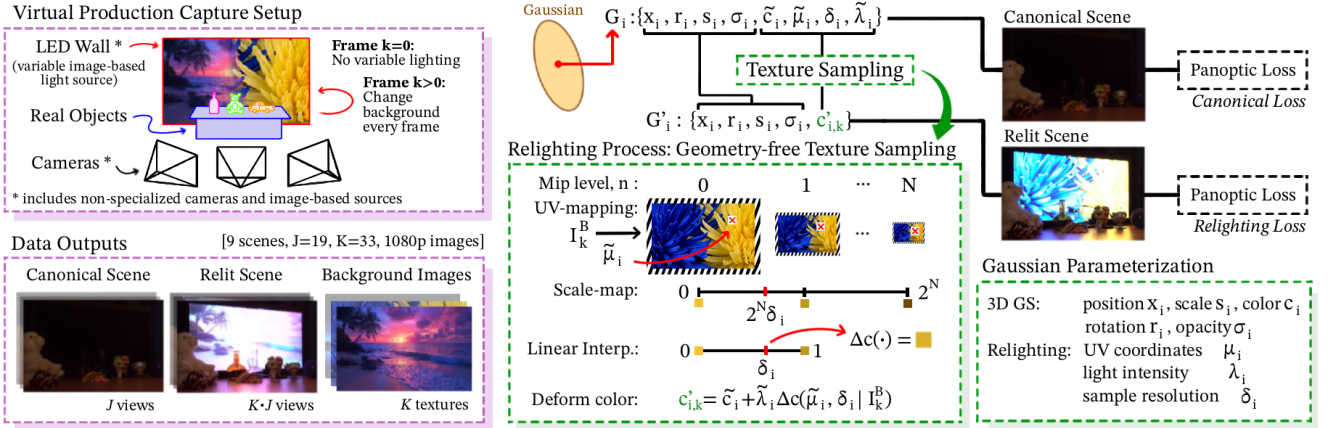 Virtual Production Capture Setup
LED Wall *
(variable image-based
light source)
Real Objects
Cameras *
Frame k=0:
No variable lighting
Frame k>0:
Change
background
every frame
* includes non-specialized cameras and image-based sources
Data Outputs [9 scenes, J=19, K=33, 1080p images]
Canonical Scene Relit Scene Background Images
J views K•J views K textures
Gaussian
G_i :{x_i, r_i, s_i, σ_i, c̃_i, μ̃_i, δ_i, λ̃_i}
Texture Sampling
G'_i : {x_i, r_i, s_i, σ_i, c'_{i,k}}
Relighting Process: Geometry-free Texture Sampling
Mip level, n : 0 1 ... N
UV-mapping:
I_k^B
μ̃_i
Scale-map: 0 2^N
2^N δ_i
Linear Interp.: 0 1
δ_i
Δc(·) =
Deform color: c'_{i,k} = c̃_i + λ̃_i Δc(μ̃_i, δ_i | I_k^B)
Canonical Scene
Panoptic Loss
Canonical Loss
Relit Scene
Panoptic Loss
Relighting Loss
Gaussian Parameterization
3D GS: position x_i, scale s_i, color c_i
rotation r_i, opacity σ_i
Relighting: UV coordinates μ_i
light intensity λ_i
sample resolution δ_i